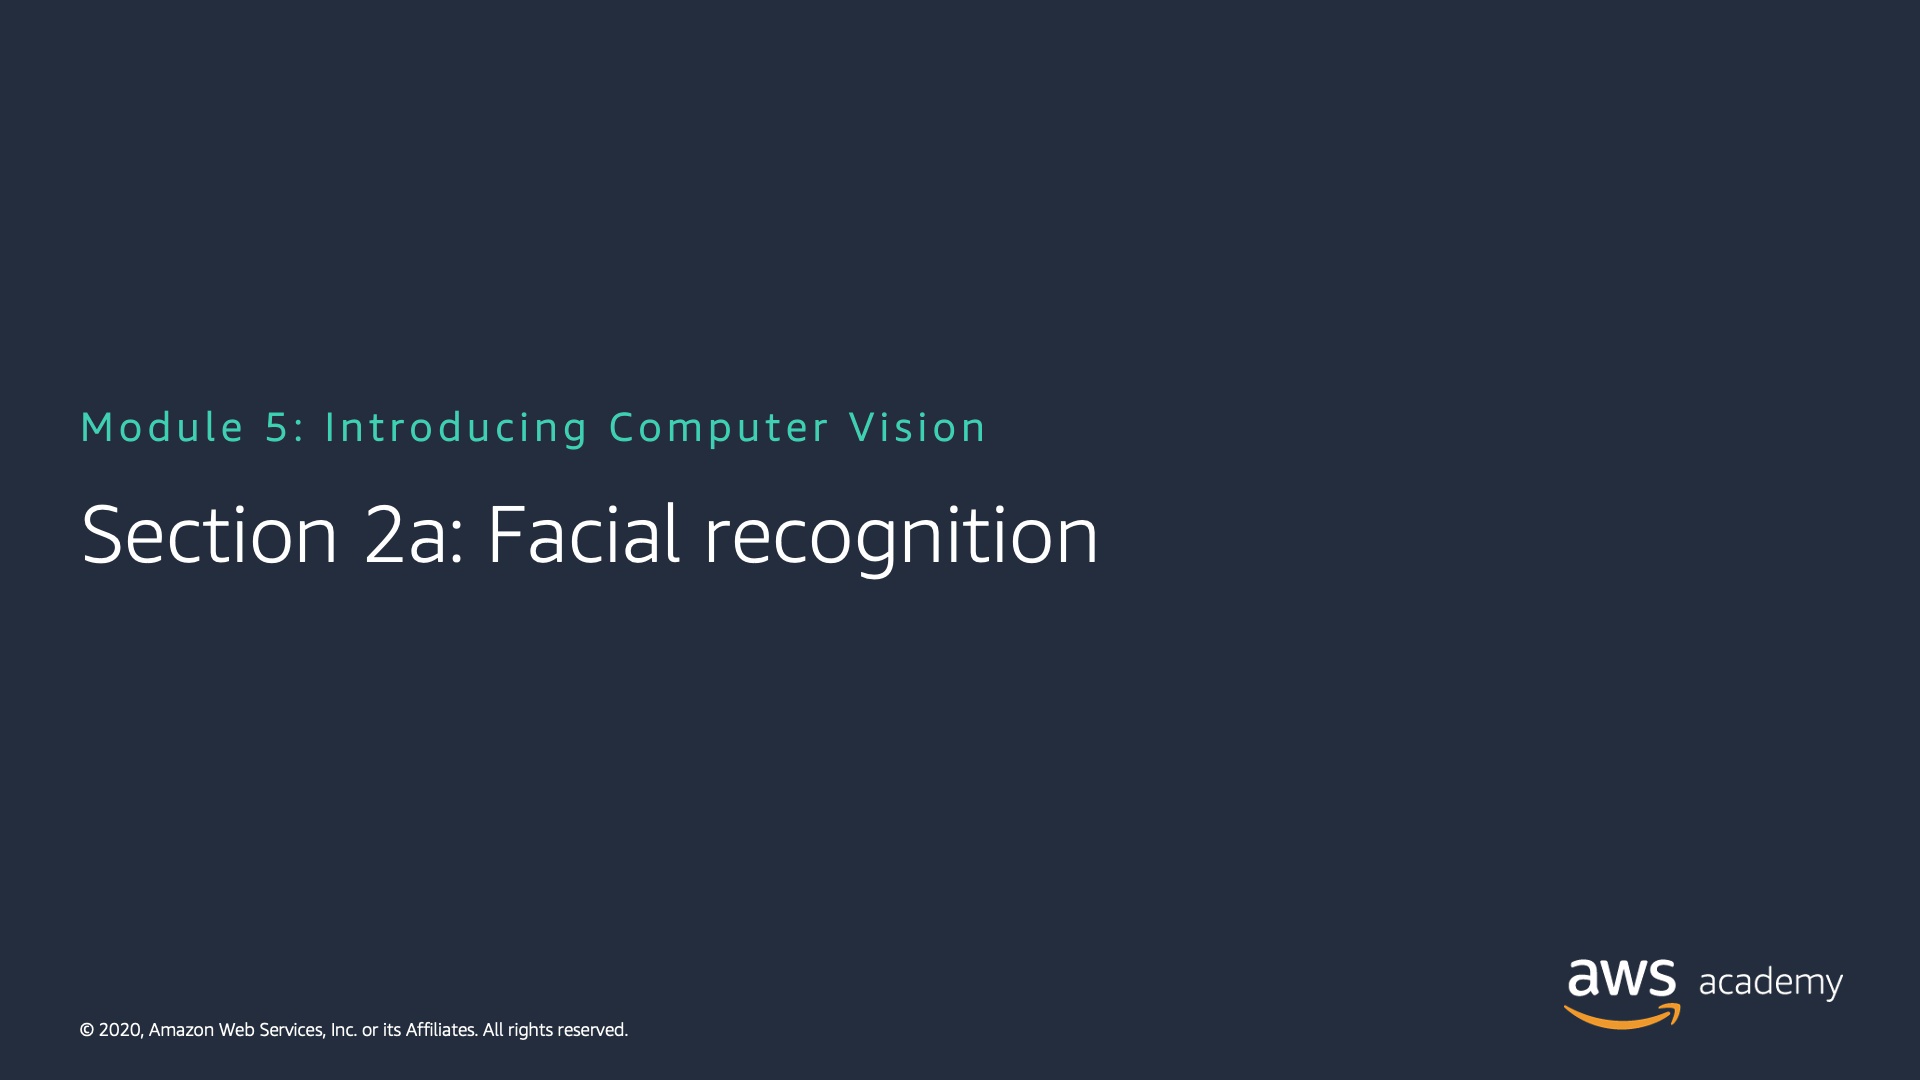 Module 5: Introducing Computer Vision
Section 2a: Facial recognition
aws academy
© 2020, Amazon Web Services, Inc. or its Affiliates. All rights reserved.